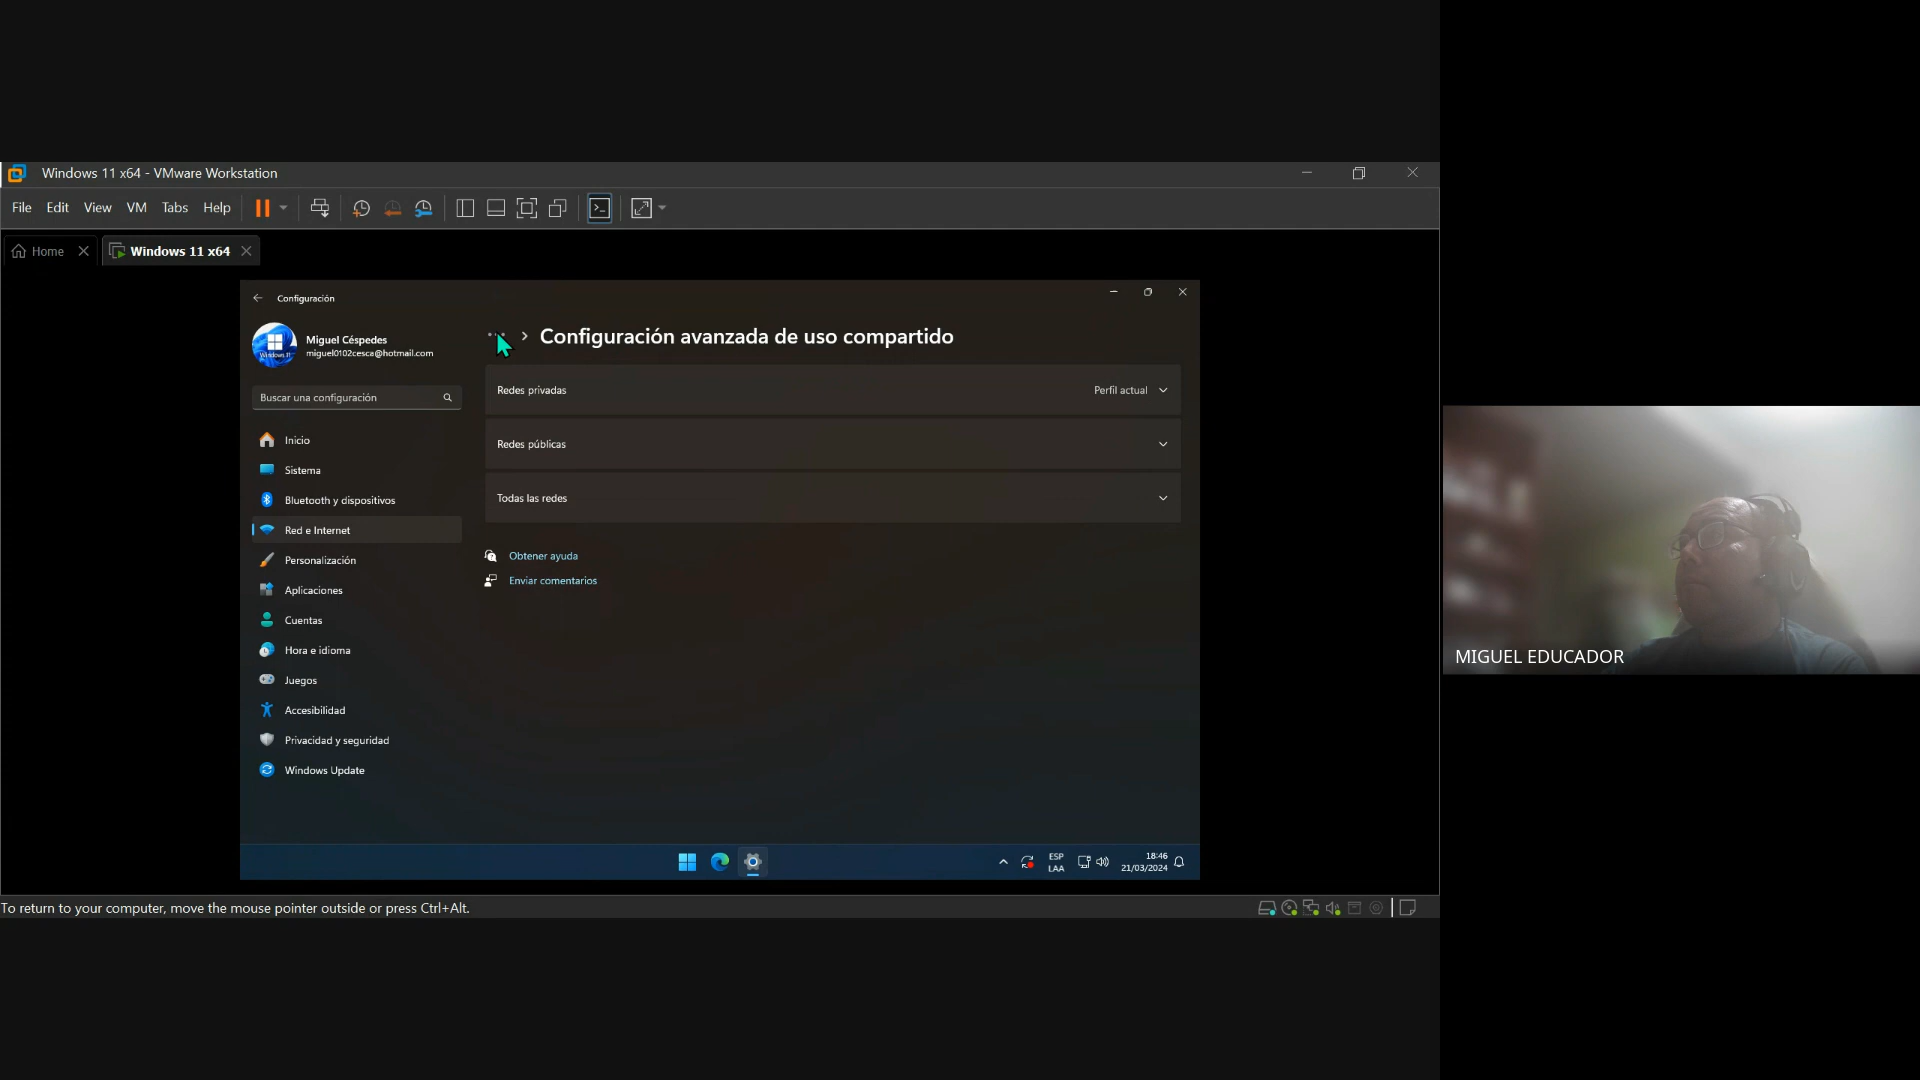 Windows 11 x64 - VMware Workstation
File Edit View VM Tabs Help
Home
Windows 11 x64
Configuración
Miguel Céspedes
miguel0102cesca@hotmail.com
Buscar una configuración
Inicio
Sistema
Bluetooth y dispositivos
Red e Internet
Personalización
Aplicaciones
Cuentas
Hora e idioma
Juegos
Accesibilidad
Privacidad y seguridad
Windows Update
Configuración avanzada de uso compartido
Redes privadas Perfil actual
Redes públicas
Todas las redes
Obtener ayuda
Enviar comentarios
ESP
LAA
18:46
21/03/2024
To return to your computer, move the mouse pointer outside or press Ctrl+Alt.
MIGUEL EDUCADOR